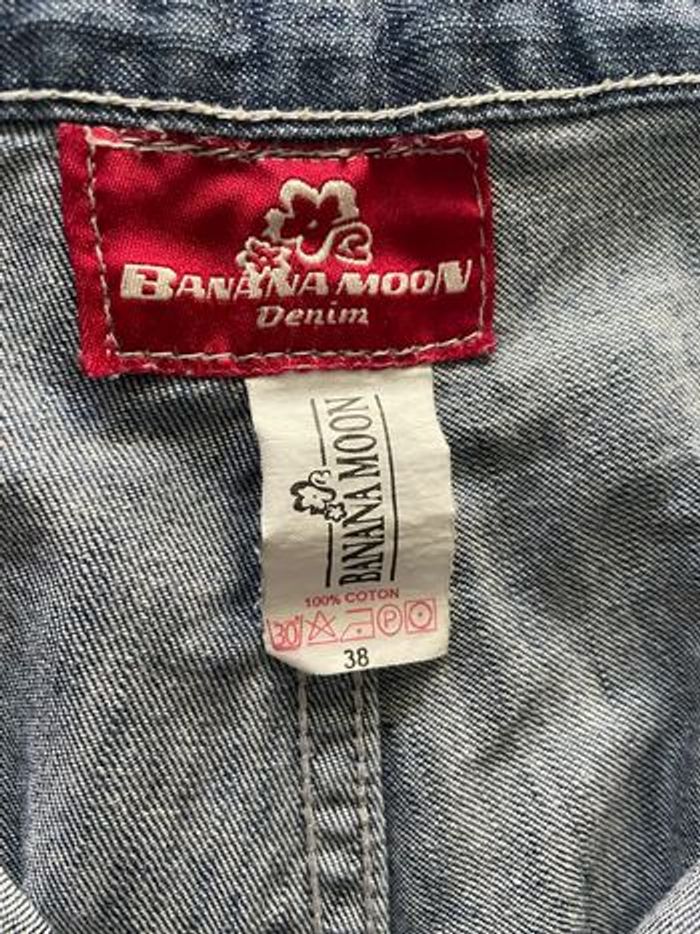 BANANA MOON
Denim
BANANA MOON
100% COTON
30° P
38